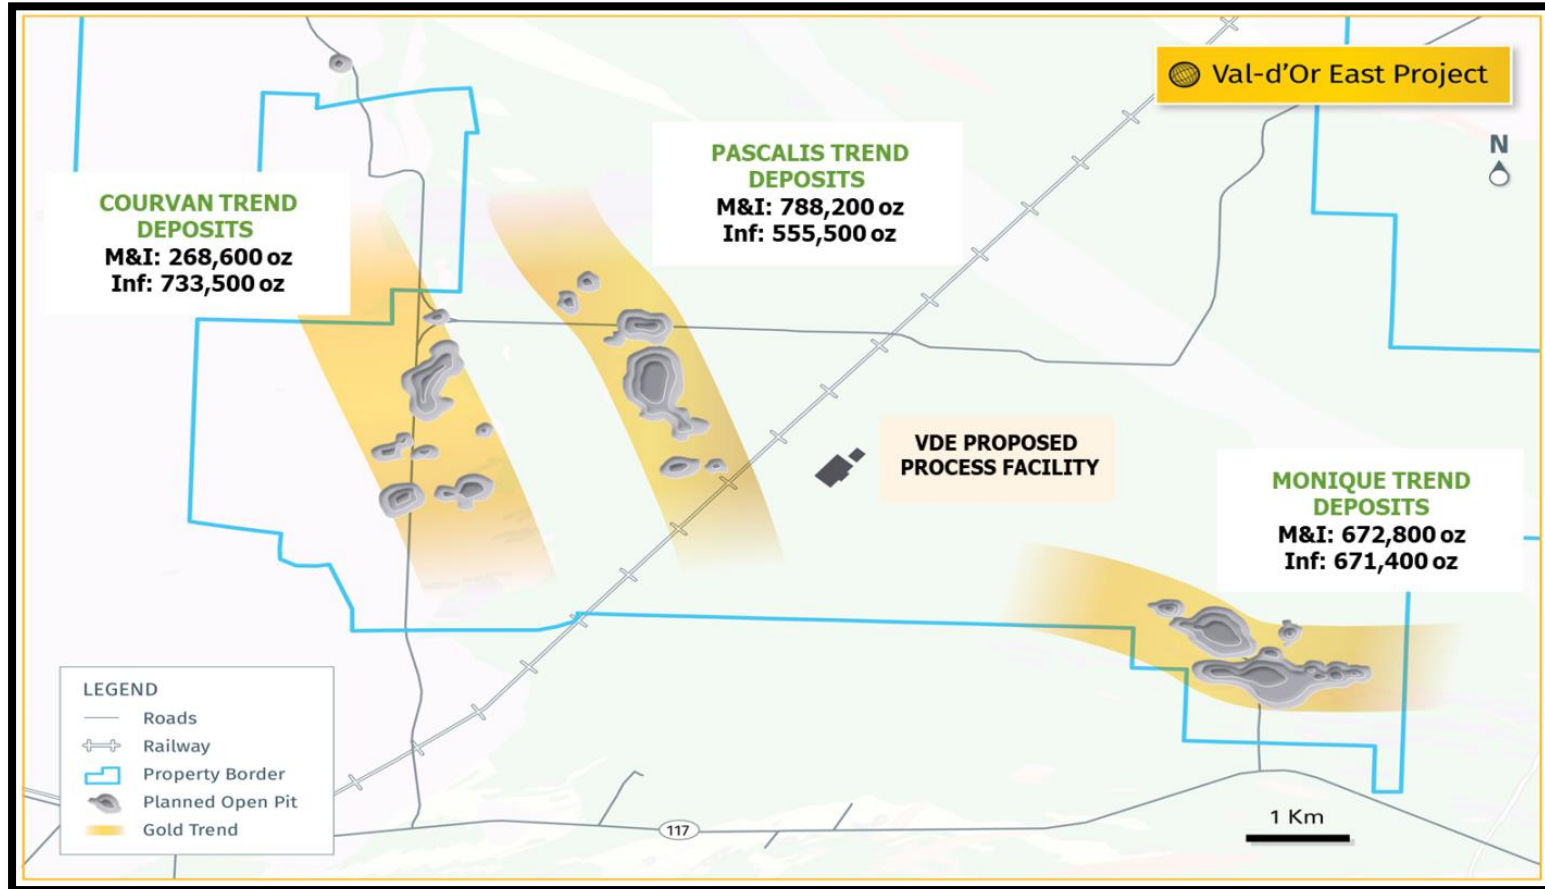 Val-d'Or East Project
N
COURVAN TREND
DEPOSITS
M&I: 268,600 oz
Inf: 733,500 oz
PASCALIS TREND
DEPOSITS
M&I: 788,200 oz
Inf: 555,500 oz
VDE PROPOSED
PROCESS FACILITY
MONIQUE TREND
DEPOSITS
M&I: 672,800 oz
Inf: 671,400 oz
LEGEND
Roads
Railway
Property Border
Planned Open Pit
Gold Trend
117
1 Km